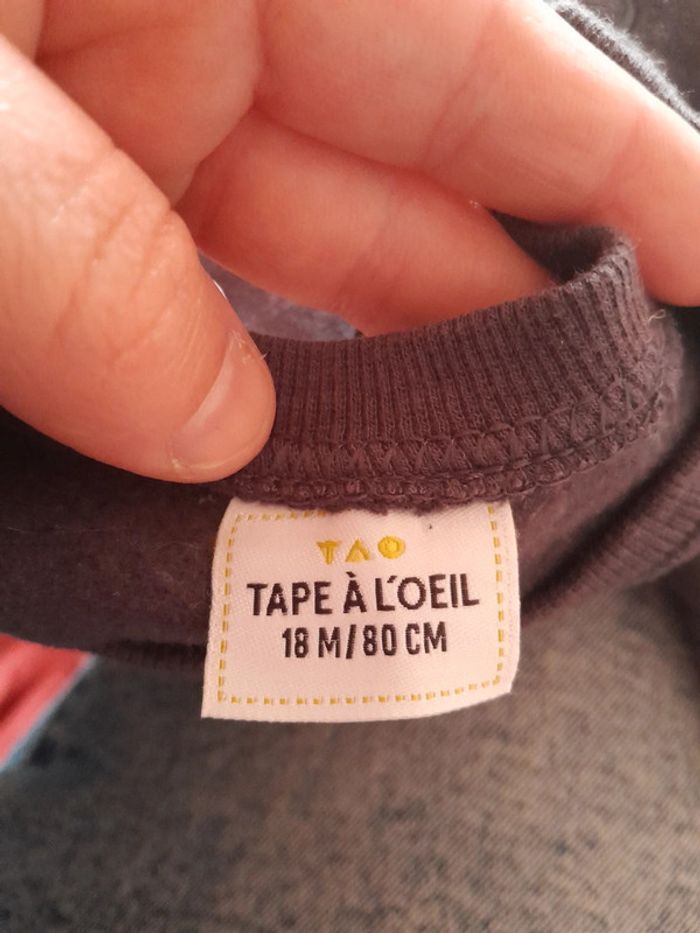 TAO
TAPE À L'OEIL
18 M/80 CM